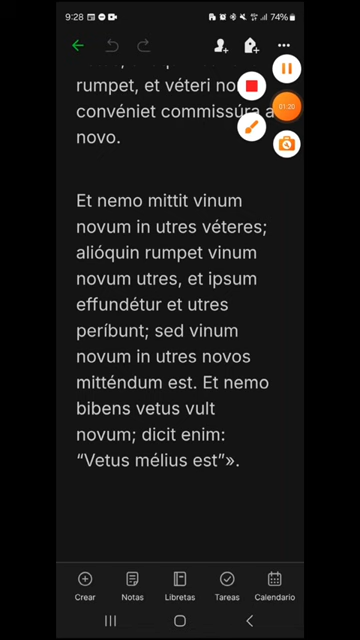 9:28
74%
rumpet, et véteri no
convéniet commissúra a
novo.
01:20
Et nemo mittit vinum
novum in utres véteres;
alióquin rumpet vinum
novum utres, et ipsum
effundétur et utres
períbunt; sed vinum
novum in utres novos
mitténdum est. Et nemo
bibens vetus vult
novum; dicit enim:
“Vetus mélius est”».
Crear Notas Libretas Tareas Calendario